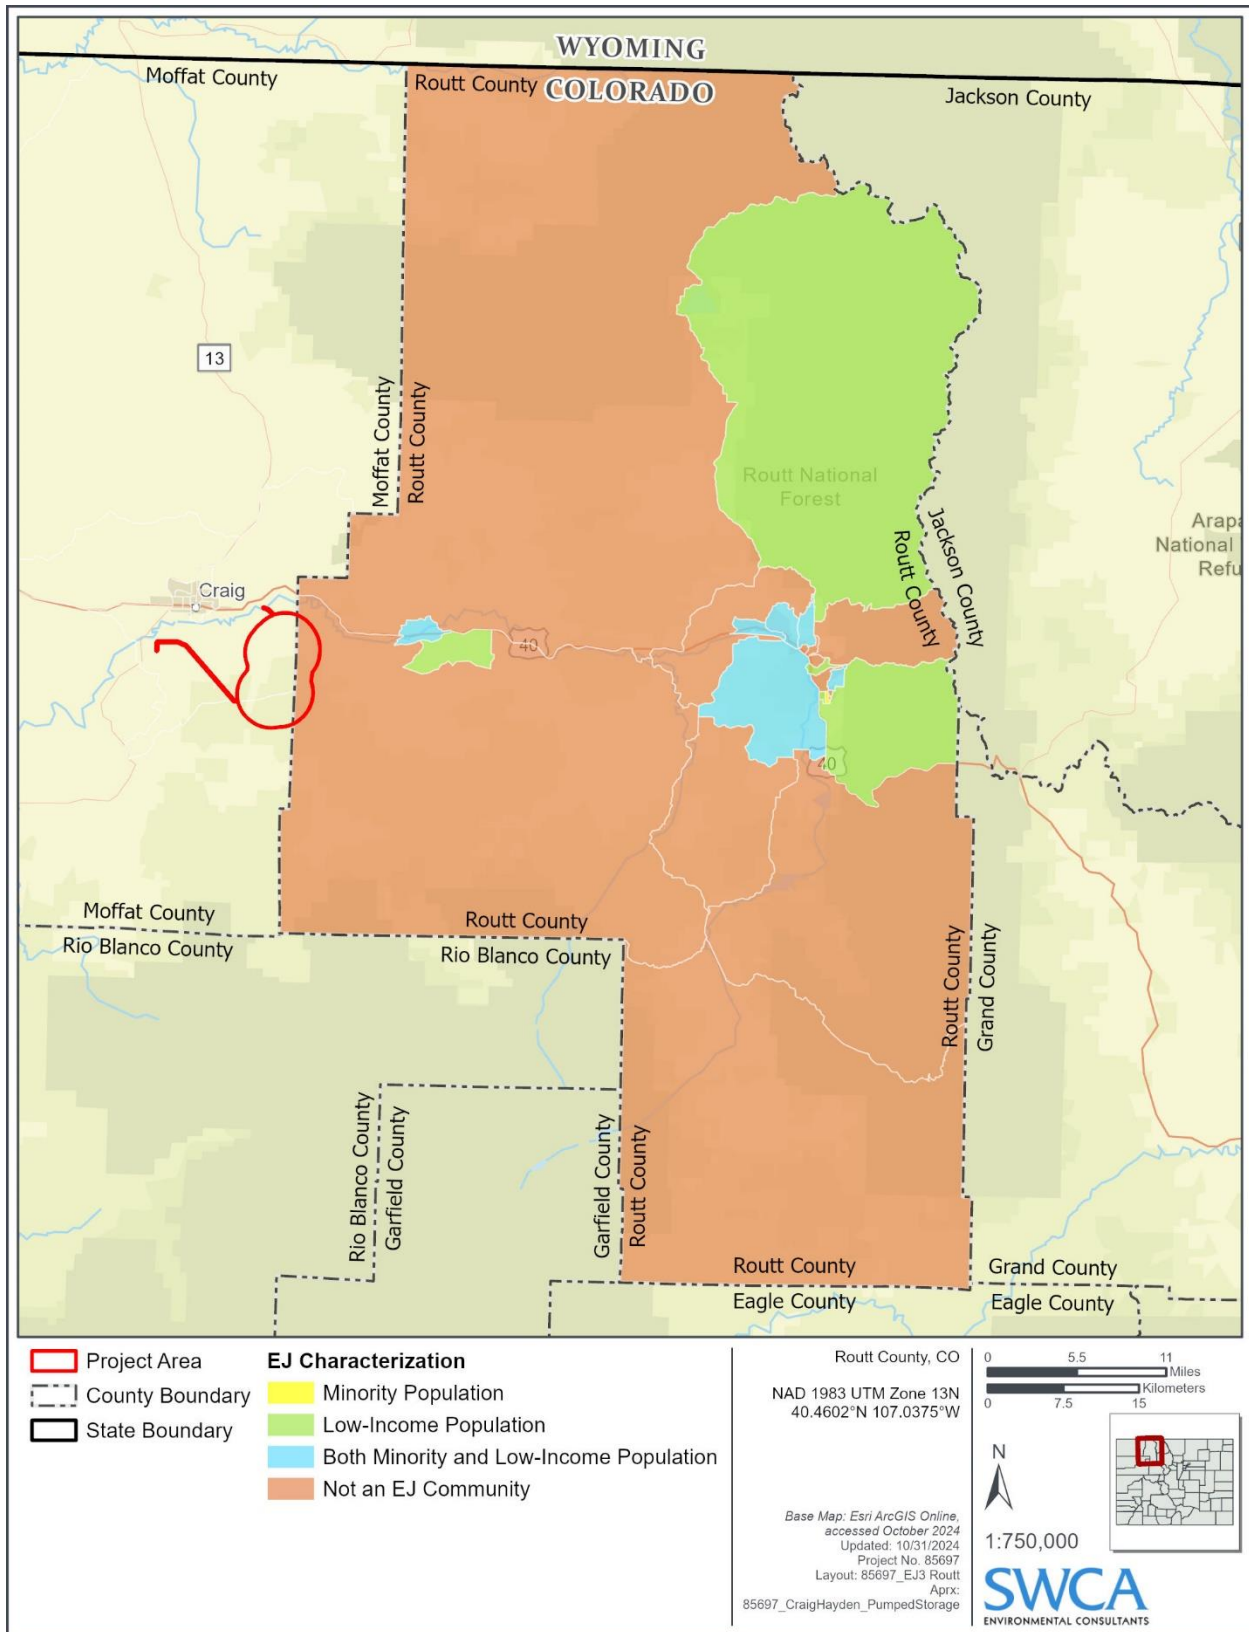 WYOMING
COLORADO
Moffat County
Routt County
Jackson County
13
Moffat County
Routt County
Routt National
Forest
Jackson County
Routt County
Arapa
National
Refu
Craig
40
40
Moffat County
Rio Blanco County
Routt County
Rio Blanco County
Routt County
Grand County
Rio Blanco County
Garfield County
Garfield County
Routt County
Routt County
Eagle County
Grand County
Eagle County
Project Area
County Boundary
State Boundary
EJ Characterization
Minority Population
Low-Income Population
Both Minority and Low-Income Population
Not an EJ Community
Routt County, CO
NAD 1983 UTM Zone 13N
40.4602°N 107.0375°W
Base Map: Esri ArcGIS Online,
accessed October 2024
Updated: 10/31/2024
Project No. 85697
Layout: 85697_EJ3 Routt
Aprx:
85697_CraigHayden_PumpedStorage
0 5.5 11
Miles
Kilometers
0 7.5 15
N
1:750,000
SWCA
ENVIRONMENTAL CONSULTANTS